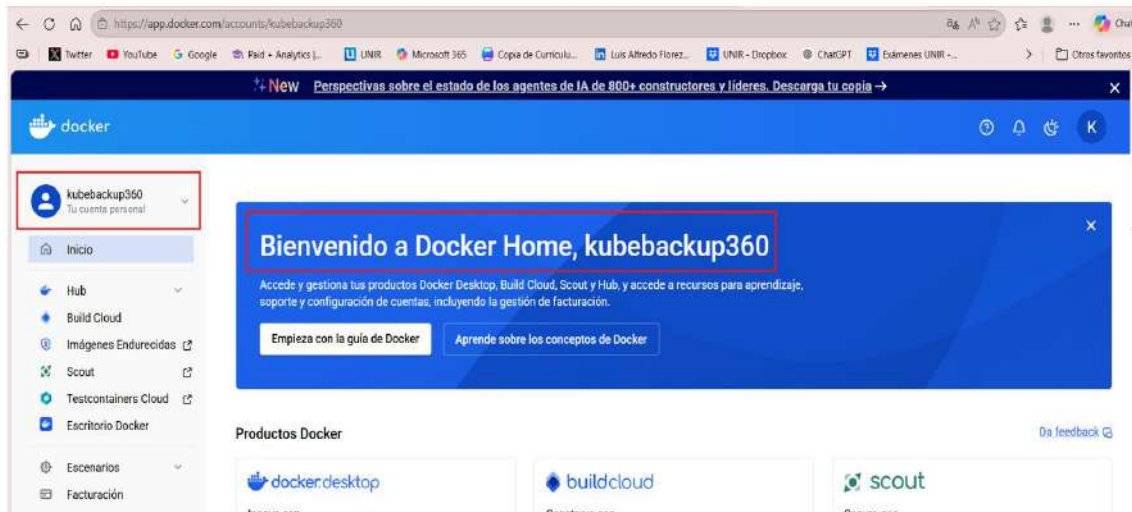 https://app.docker.com/accounts/kubebackup360
Twitter YouTube Google Paid + Analytics |... UNIR Microsoft 365 Copia de Curriculu... Luis Alfredo Florez... UNIR - Dropbox ChatGPT Exámenes UNIR -... Otros favoritos
New Perspectivas sobre el estado de los agentes de IA de 800+ constructores y líderes. Descarga tu copia →
docker
K
kubebackup360
Tu cuenta personal
Inicio
Hub
Build Cloud
Imágenes Endurecidas
Scout
Testcontainers Cloud
Escritorio Docker
Escenarios
Facturación
Bienvenido a Docker Home, kubebackup360
Accede y gestiona tus productos Docker Desktop, Build Cloud, Scout y Hub, y accede a recursos para aprendizaje,
soporte y configuración de cuentas, incluyendo la gestión de facturación.
Empieza con la guía de Docker Aprende sobre los conceptos de Docker
Productos Docker Da feedback
docker.desktop buildcloud scout